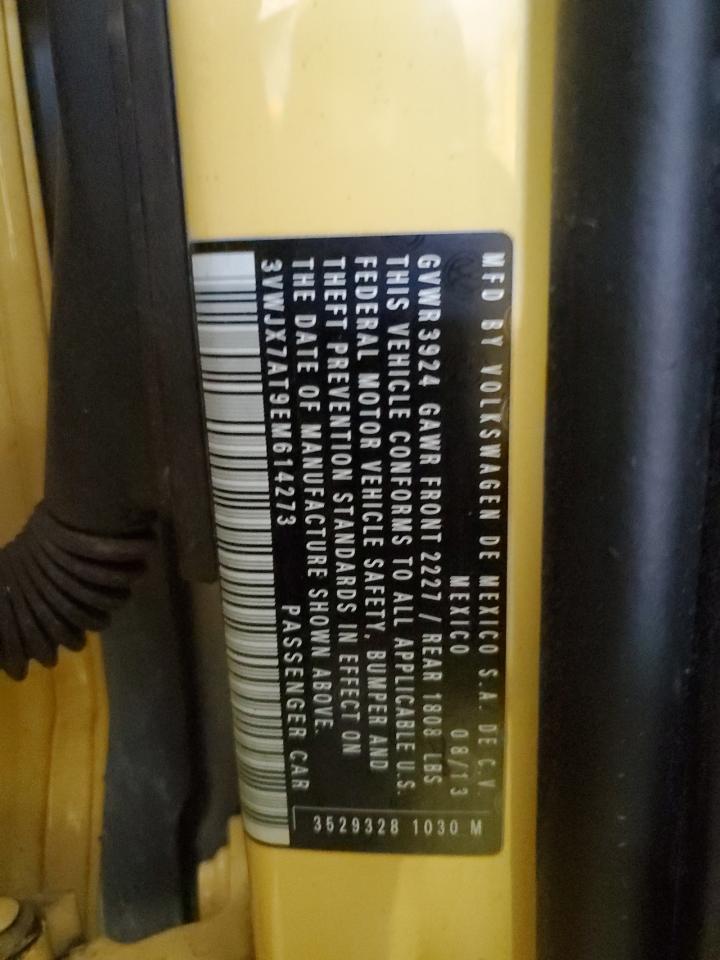 MFD BY VOLKSWAGEN DE MEXICO S.A. DE C.V
MEXICO 08/13
GVWR 3924 GAWR FRONT 2227 / REAR 1808 LBS
THIS VEHICLE CONFORMS TO ALL APPLICABLE U.S.
FEDERAL MOTOR VEHICLE SAFETY, BUMPER AND
THEFT PREVENTION STANDARDS IN EFFECT ON
THE DATE OF MANUFACTURE SHOWN ABOVE.
3VWJX7AT9EM614273 PASSENGER CAR
3529328 1030 M